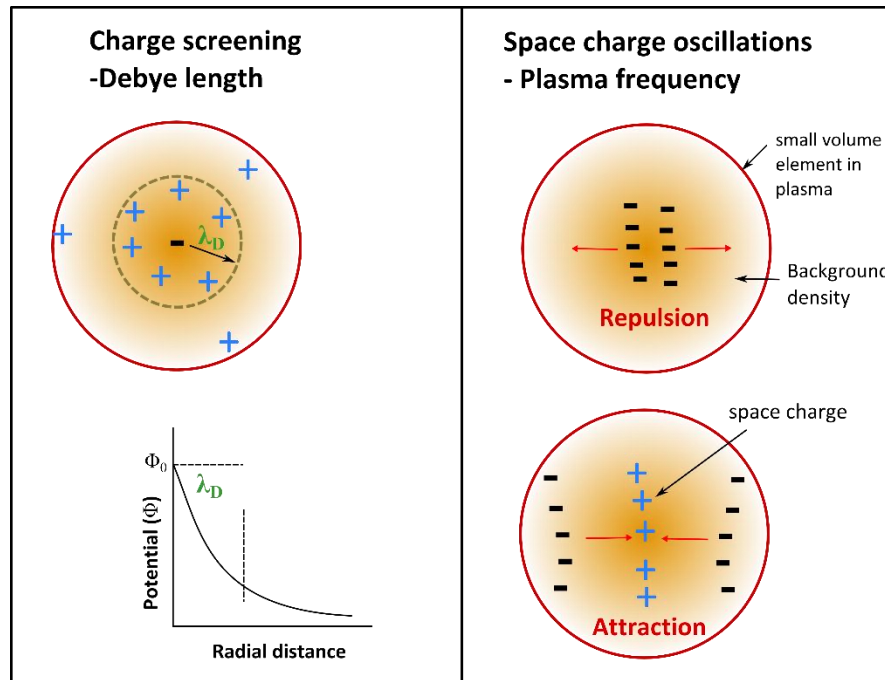 Charge screening
-Debye length
λD
Φ0
λD
Potential (Φ)
Radial distance
Space charge oscillations
- Plasma frequency
small volume
element in
plasma
Background
density
Repulsion
space charge
Attraction